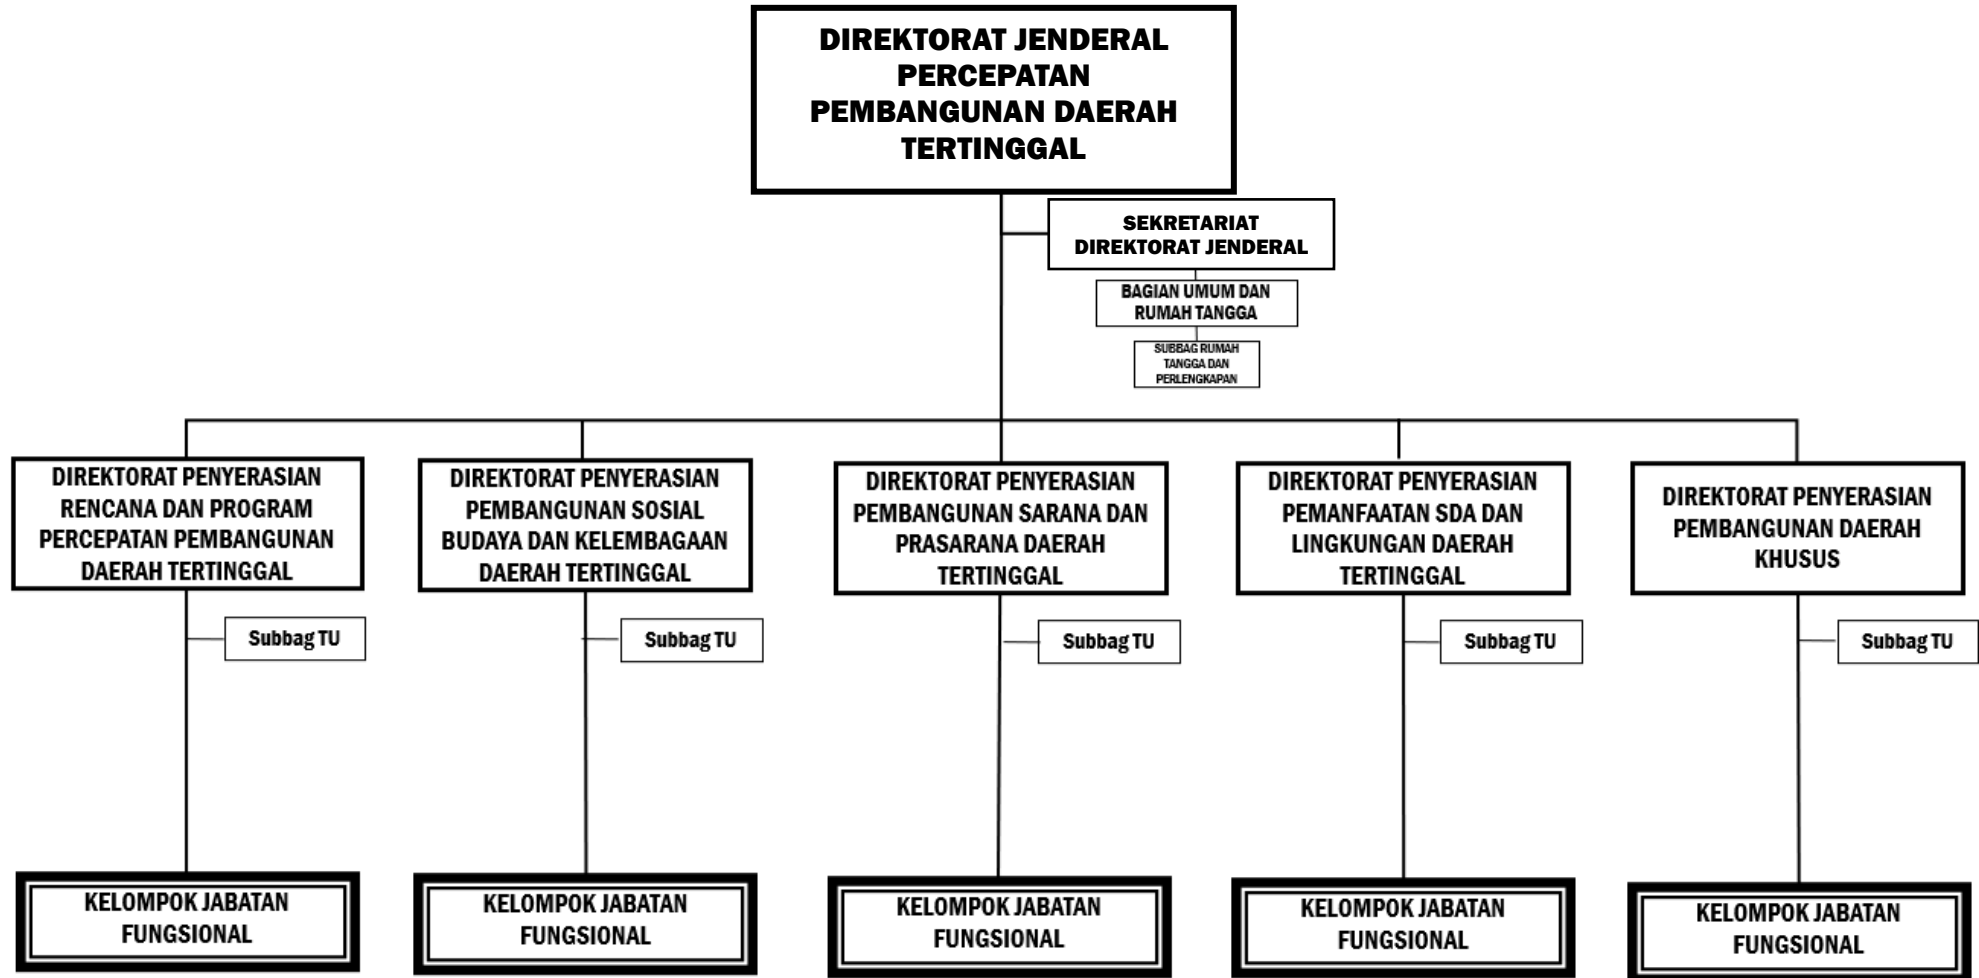 DIREKTORAT JENDERAL
PERCEPATAN
PEMBANGUNAN DAERAH
TERTINGGAL
SEKRETARIAT
DIREKTORAT JENDERAL
BAGIAN UMUM DAN
RUMAH TANGGA
SUBBAG RUMAH
TANGGA DAN
PERLENGKAPAN
DIREKTORAT PENYERASIAN
RENCANA DAN PROGRAM
PERCEPATAN PEMBANGUNAN
DAERAH TERTINGGAL
DIREKTORAT PENYERASIAN
PEMBANGUNAN SOSIAL
BUDAYA DAN KELEMBAGAAN
DAERAH TERTINGGAL
DIREKTORAT PENYERASIAN
PEMBANGUNAN SARANA DAN
PRASARANA DAERAH
TERTINGGAL
DIREKTORAT PENYERASIAN
PEMANFAATAN SDA DAN
LINGKUNGAN DAERAH
TERTINGGAL
DIREKTORAT PENYERASIAN
PEMBANGUNAN DAERAH
KHUSUS
Subbag TU
Subbag TU
Subbag TU
Subbag TU
Subbag TU
KELOMPOK JABATAN
FUNGSIONAL
KELOMPOK JABATAN
FUNGSIONAL
KELOMPOK JABATAN
FUNGSIONAL
KELOMPOK JABATAN
FUNGSIONAL
KELOMPOK JABATAN
FUNGSIONAL